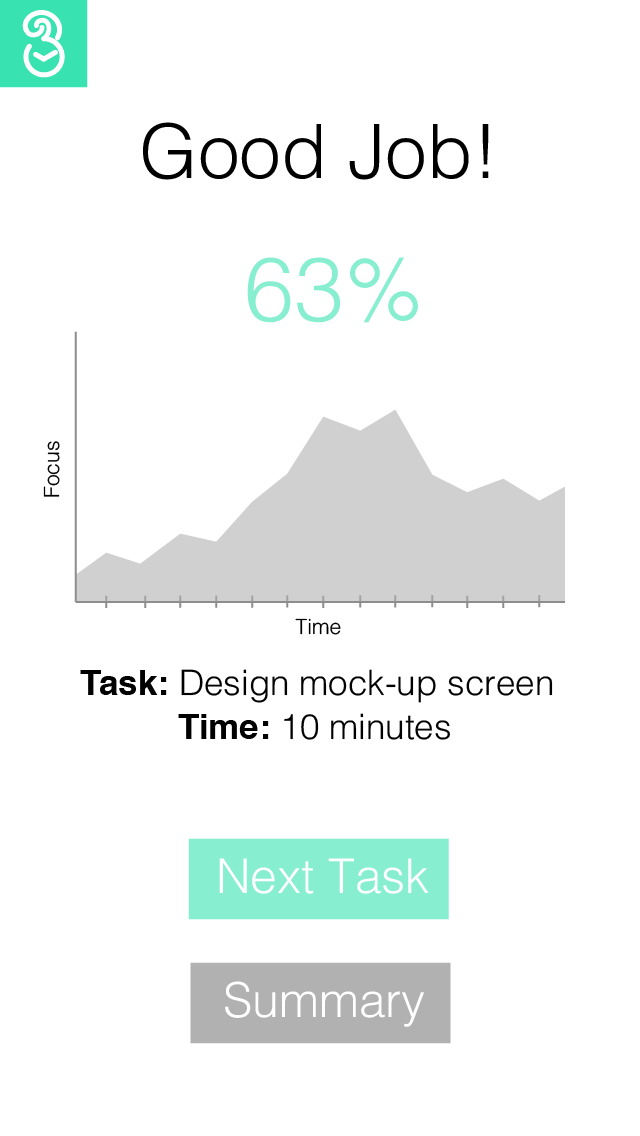 Good Job!
63%
Focus
Time
Task: Design mock-up screen
Time: 10 minutes
Next Task
Summary